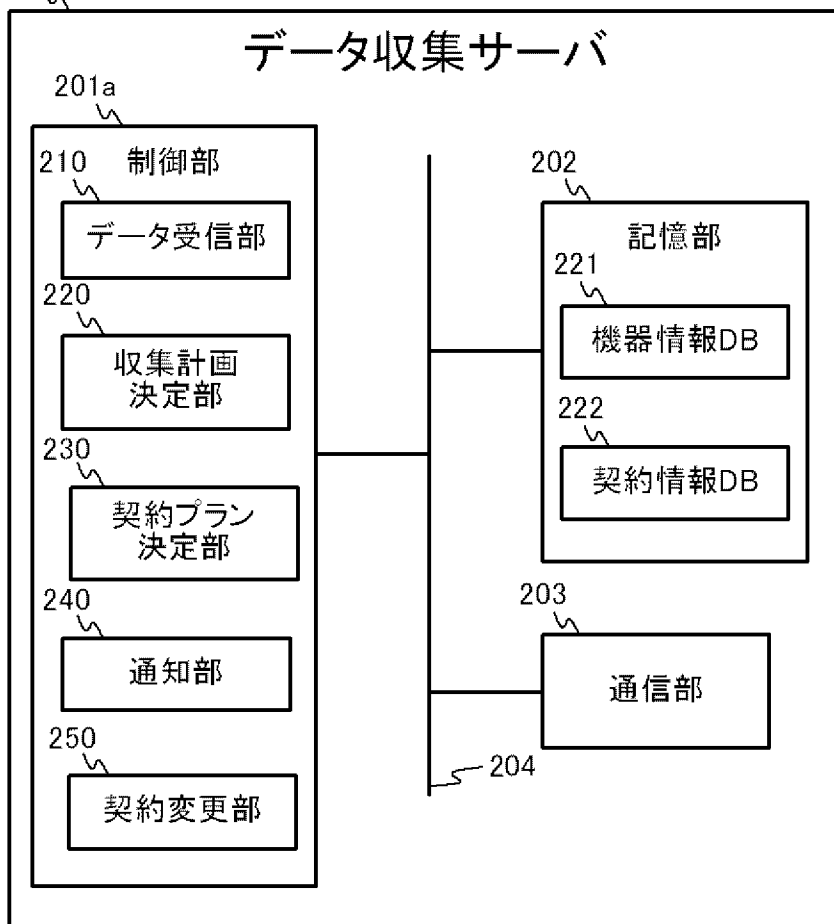 データ収集サーバ
201a
制御部
210
データ受信部
220
収集計画
決定部
230
契約プラン
決定部
240
通知部
250
契約変更部
202
記憶部
221
機器情報DB
222
契約情報DB
203
通信部
204